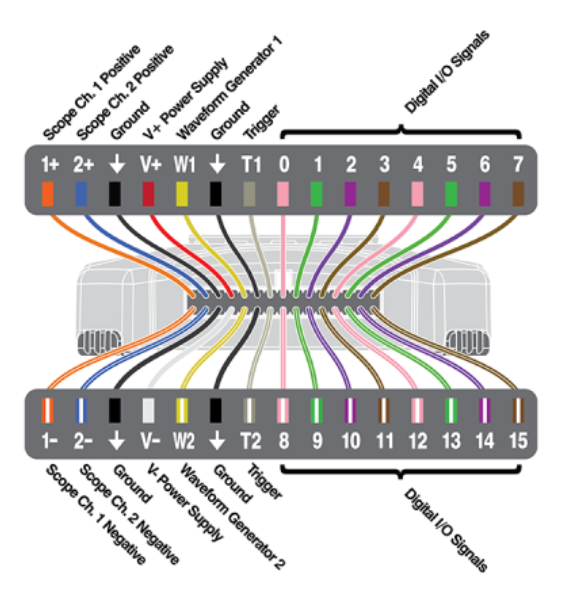 Scope Ch. 1 Positive
Scope Ch. 2 Positive
Ground
V+ Power Supply
Waveform Generator 1
Ground
Trigger
Digital I/O Signals
1+ 2+ V+ W1 T1 0 1 2 3 4 5 6 7
1- 2- V- W2 T2 8 9 10 11 12 13 14 15
Scope Ch. 1 Negative
Scope Ch. 2 Negative
Ground
V- Power Supply
Waveform Generator 2
Ground
Trigger
Digital I/O Signals